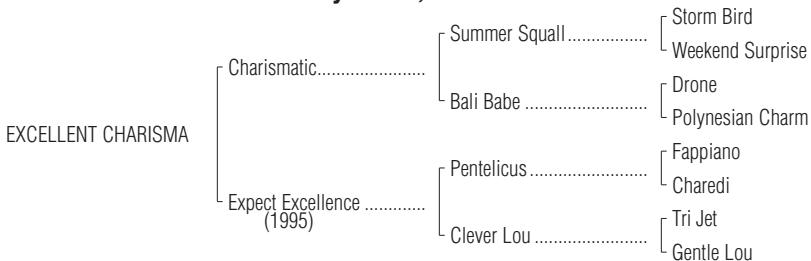 Storm Bird
Summer Squall.................
Weekend Surprise
Charismatic.......................
Drone
Bali Babe ..........................
Polynesian Charm
EXCELLENT CHARISMA
Fappiano
Pentelicus.........................
Charedi
Expect Excellence .............
(1995)
Tri Jet
Clever Lou ........................
Gentle Lou